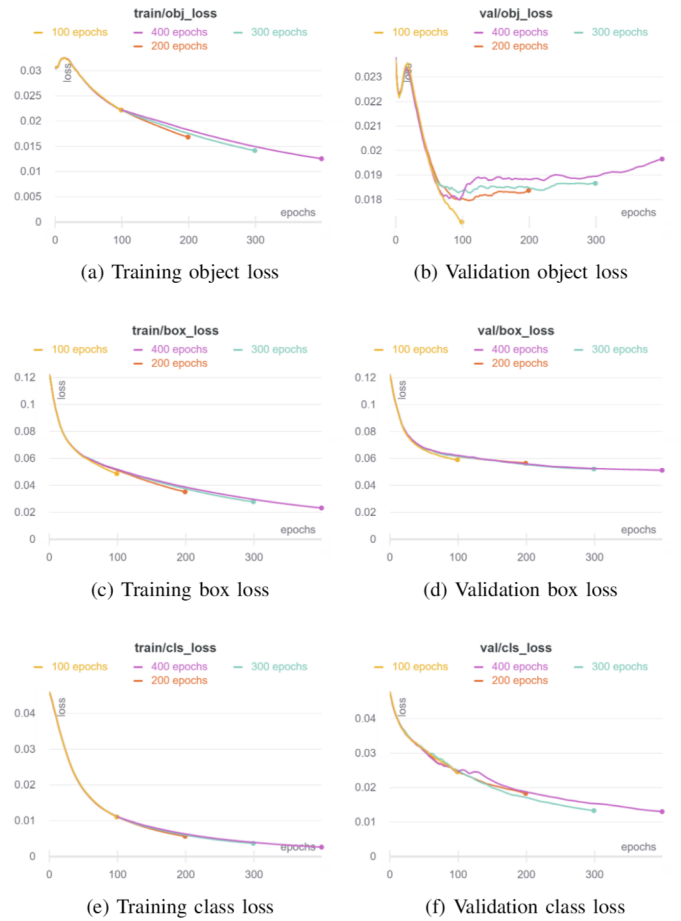 train/obj_loss
100 epochs 400 epochs 300 epochs
200 epochs
loss
0.03
0.025
0.02
0.015
0.01
0.005
0
epochs
0 100 200 300
(a) Training object loss
val/obj_loss
100 epochs 400 epochs 300 epochs
200 epochs
loss
0.023
0.022
0.021
0.02
0.019
0.018
epochs
0 100 200 300
(b) Validation object loss
train/box_loss
100 epochs 400 epochs 300 epochs
200 epochs
loss
0.12
0.1
0.08
0.06
0.04
0.02
0
epochs
0 100 200 300
(c) Training box loss
val/box_loss
100 epochs 400 epochs 300 epochs
200 epochs
loss
0.12
0.1
0.08
0.06
0.04
0.02
0
epochs
0 100 200 300
(d) Validation box loss
train/cls_loss
100 epochs 400 epochs 300 epochs
200 epochs
loss
0.04
0.03
0.02
0.01
0
epochs
0 100 200 300
(e) Training class loss
val/cls_loss
100 epochs 400 epochs 300 epochs
200 epochs
loss
0.04
0.03
0.02
0.01
0
epochs
0 100 200 300
(f) Validation class loss